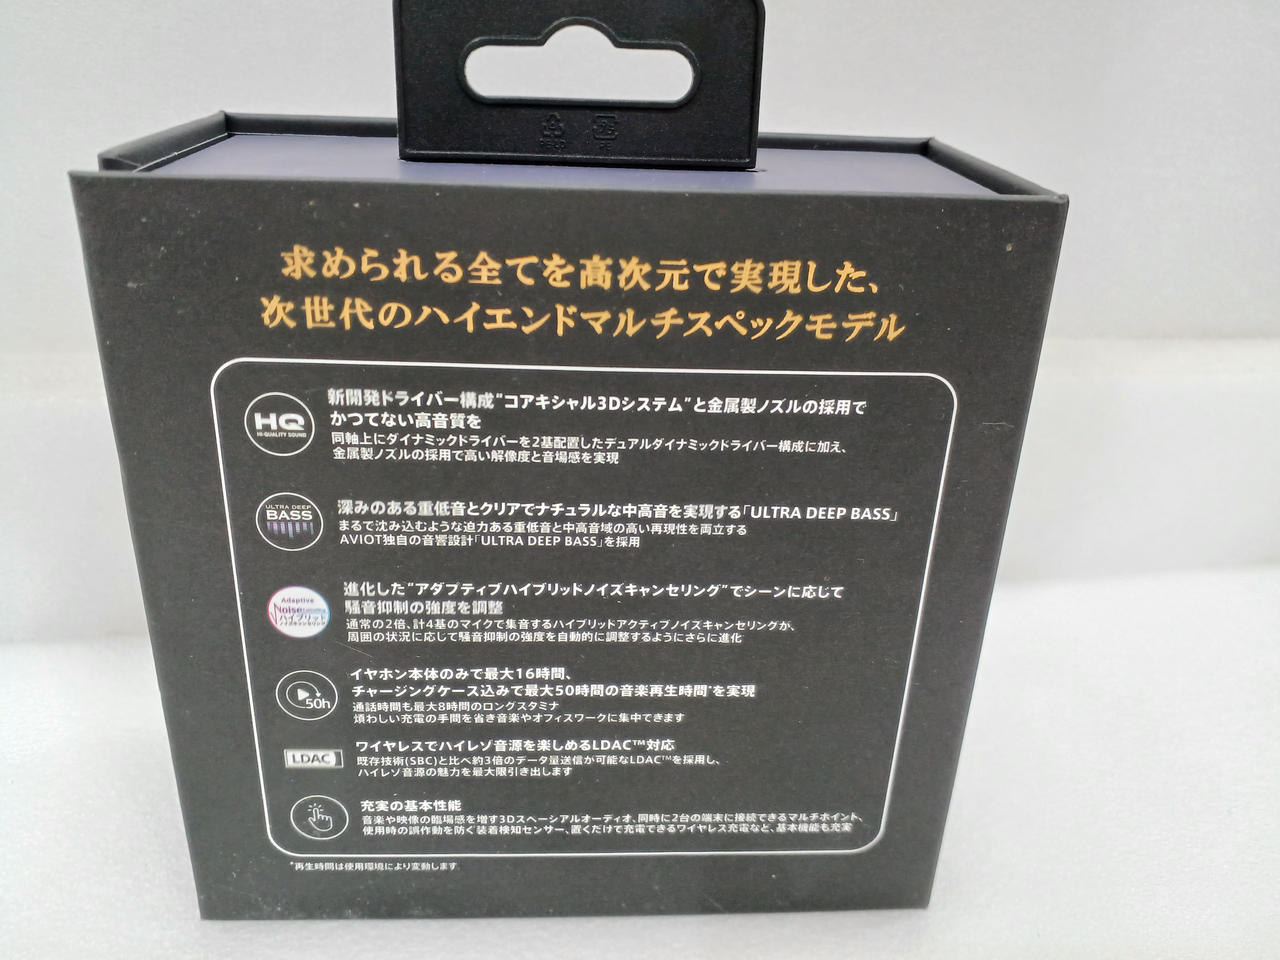 求められる全てを高次元で実現した、
次世代のハイエンドマルチスペックモデル
HQ
HI-QUALITY SOUND
新開発ドライバー構成"コアキシャル3Dシステム"と金属製ノズルの採用で
かつてない高音質を
同軸上にダイナミックドライバーを2基配置したデュアルダイナミックドライバー構成に加え、
金属製ノズルの採用で高い解像度と音場感を実現
ULTRA DEEP
BASS
深みのある重低音とクリアでナチュラルな中高音を実現する「ULTRA DEEP BASS」
まるで沈み込むような迫力ある重低音と中高音域の高い再現性を両立する
AVIOT独自の音響設計「ULTRA DEEP BASS」を採用
Adaptive
Noise
ハイブリッド
ノイズキャンセリング
進化した"アダプティブハイブリッドノイズキャンセリング"でシーンに応じて
騒音抑制の強度を調整
通常の2倍、計4基のマイクで集音するハイブリッドアクティブノイズキャンセリングが、
周囲の状況に応じて騒音抑制の強度を自動的に調整するようにさらに進化
50h
イヤホン本体のみで最大16時間、
チャージングケース込みで最大50時間の音楽再生時間*を実現
通話時間も最大8時間のロングスタミナ
煩わしい充電の手間を省き音楽やオフィスワークに集中できます
LDAC
ワイヤレスでハイレゾ音源を楽しめるLDAC™対応
既存技術(SBC)と比べ約3倍のデータ量送信が可能なLDAC™を採用し、
ハイレゾ音源の魅力を最大限引き出します
充実の基本性能
音楽や映像の臨場感を増す3Dスペーシャルオーディオ、同時に2台の端末に接続できるマルチポイント、
使用時の誤作動を防ぐ装着検知センサー、置くだけで充電できるワイヤレス充電など、基本機能も充実
*再生時間は使用環境により変動します。